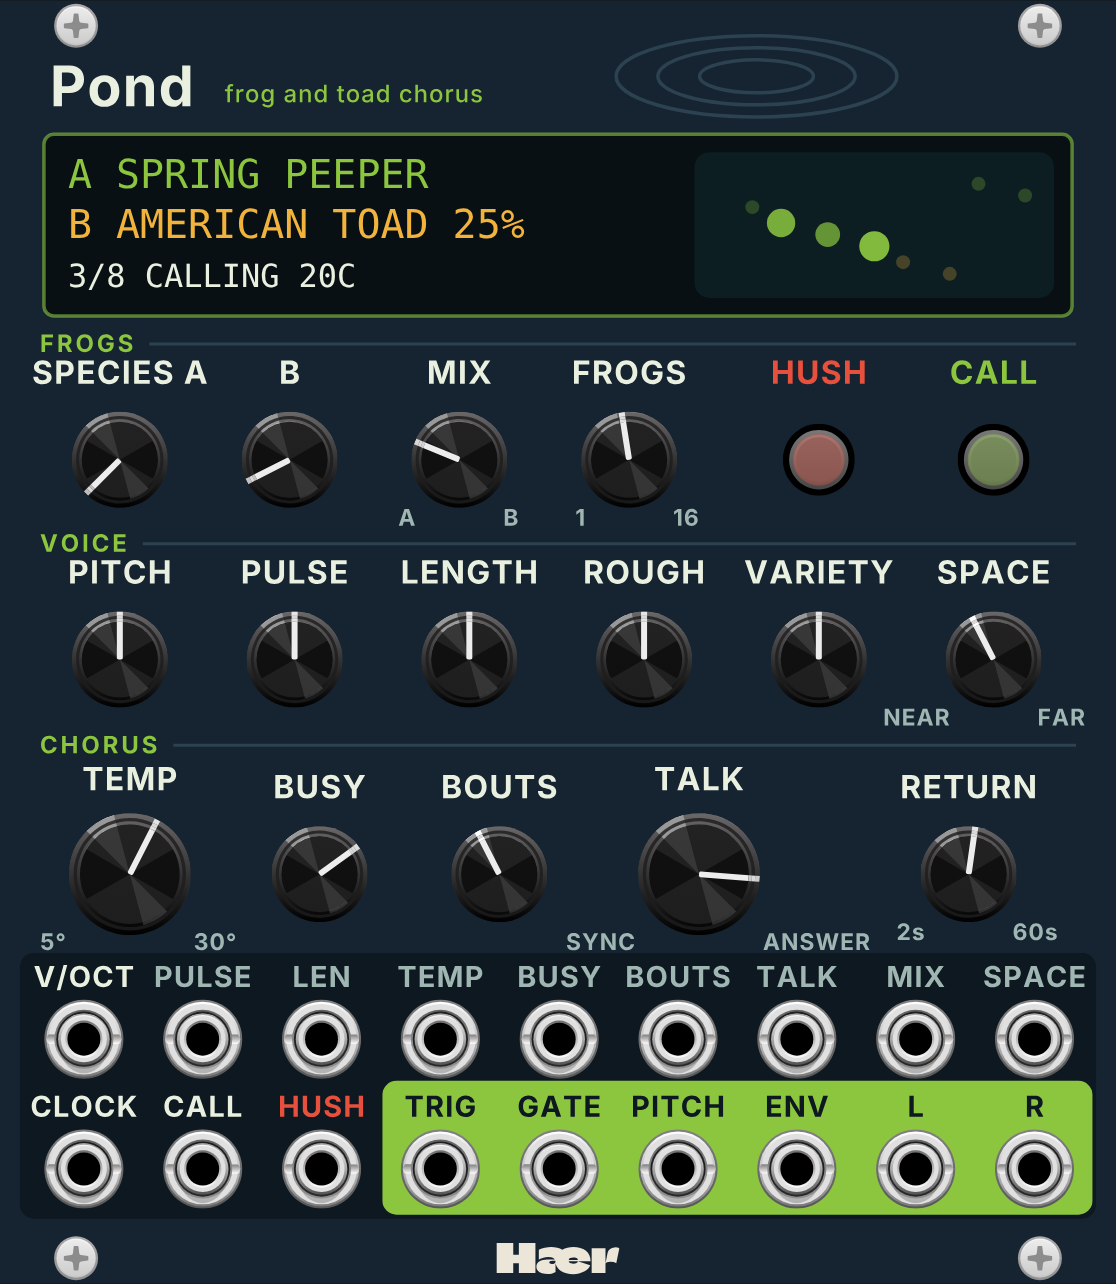 Pond frog and toad chorus
A SPRING PEEPER
B AMERICAN TOAD 25%
3/8 CALLING 20C
FROGS
SPECIES A B MIX FROGS HUSH CALL
A B 1 16
VOICE
PITCH PULSE LENGTH ROUGH VARIETY SPACE
NEAR FAR
CHORUS
TEMP BUSY BOUTS TALK RETURN
5° 30° SYNC ANSWER 2s 60s
V/OCT PULSE LEN TEMP BUSY BOUTS TALK MIX SPACE
CLOCK CALL HUSH TRIG GATE PITCH ENV L R
Hær